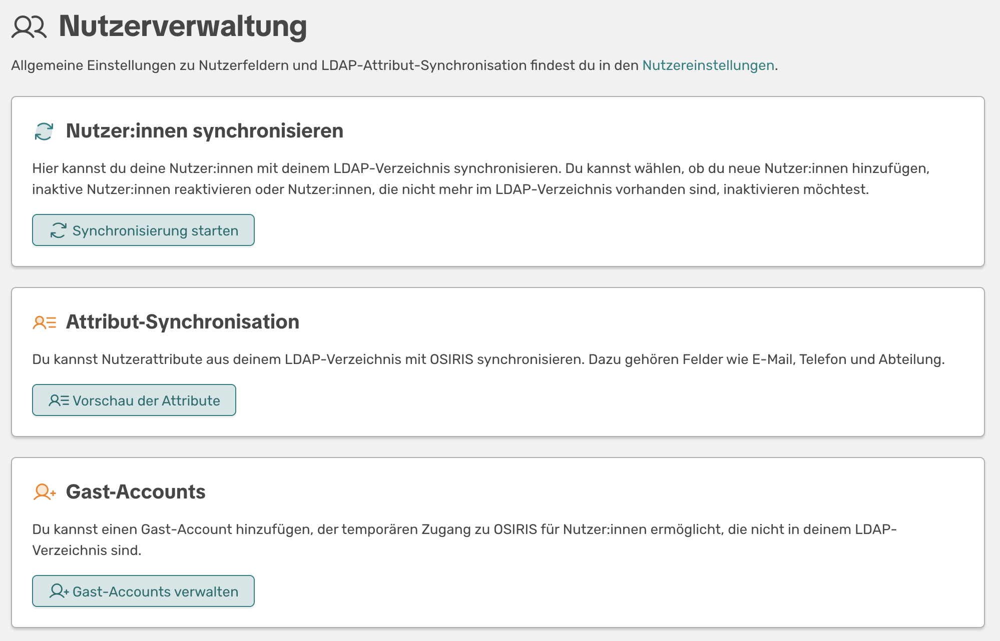 Nutzerverwaltung
Allgemeine Einstellungen zu Nutzerfeldern und LDAP-Attribut-Synchronisation findest du in den Nutzereinstellungen.
Nutzer:innen synchronisieren
Hier kannst du deine Nutzer:innen mit deinem LDAP-Verzeichnis synchronisieren. Du kannst wählen, ob du neue Nutzer:innen hinzufügen,
inaktive Nutzer:innen reaktivieren oder Nutzer:innen, die nicht mehr im LDAP-Verzeichnis vorhanden sind, inaktivieren möchtest.
Synchronisierung starten
Attribut-Synchronisation
Du kannst Nutzerattribute aus deinem LDAP-Verzeichnis mit OSIRIS synchronisieren. Dazu gehören Felder wie E-Mail, Telefon und Abteilung.
Vorschau der Attribute
Gast-Accounts
Du kannst einen Gast-Account hinzufügen, der temporären Zugang zu OSIRIS für Nutzer:innen ermöglicht, die nicht in deinem LDAP-
Verzeichnis sind.
Gast-Accounts verwalten